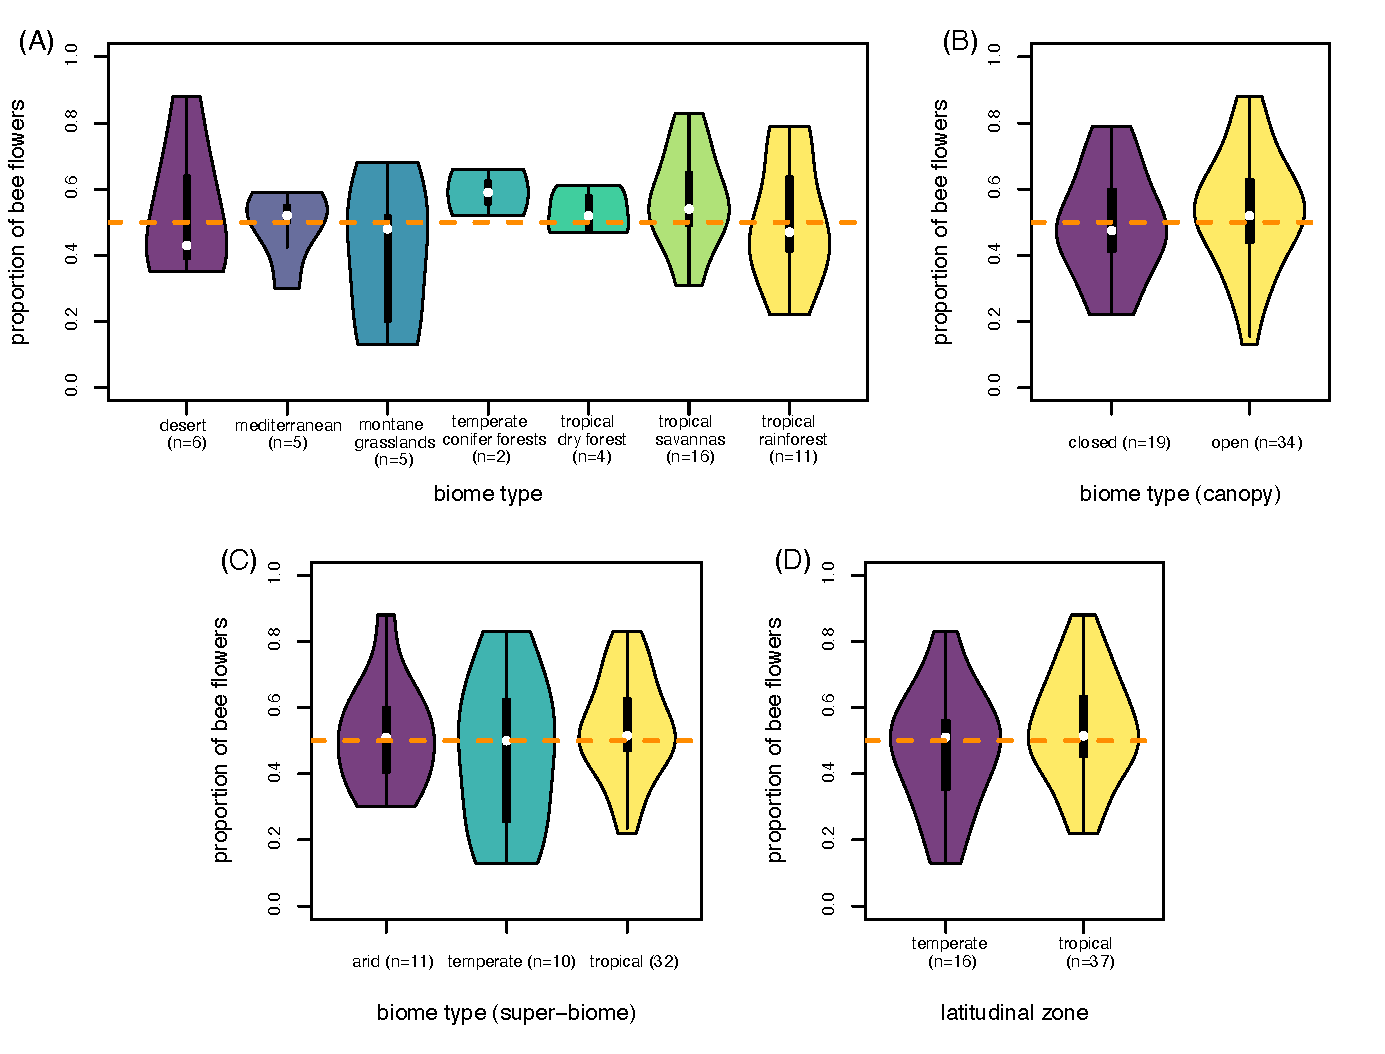 (A)
proportion of bee flowers
1.0
0.8
0.6
0.4
0.2
0.0
desert
(n=6)
mediterranean
(n=5)
montane
grasslands
(n=5)
temperate
conifer forests
(n=2)
tropical
dry forest
(n=4)
tropical
savannas
(n=16)
tropical
rainforest
(n=11)
biome type
(B)
proportion of bee flowers
1.0
0.8
0.6
0.4
0.2
0.0
closed (n=19)
open (n=34)
biome type (canopy)
(C)
proportion of bee flowers
1.0
0.8
0.6
0.4
0.2
0.0
arid (n=11)
temperate (n=10)
tropical (32)
biome type (super−biome)
(D)
proportion of bee flowers
1.0
0.8
0.6
0.4
0.2
0.0
temperate
(n=16)
tropical
(n=37)
latitudinal zone